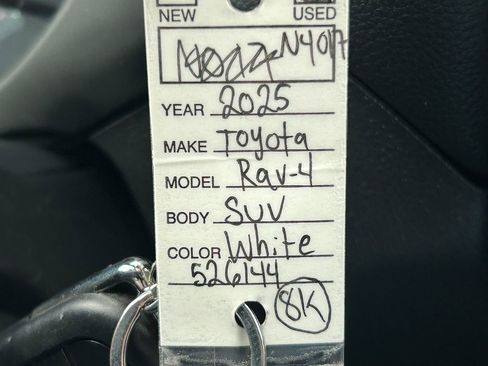 NEW USED
N4017
YEAR 2025
MAKE Toyota
MODEL Rav-4
BODY SUV
COLOR White
526144
8K